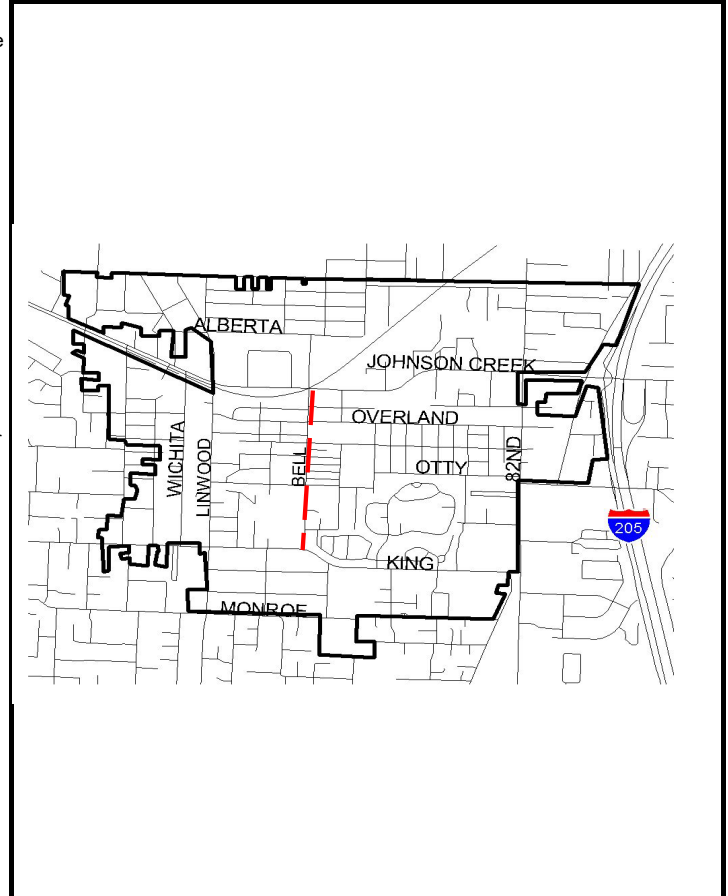 e
ALBERTA
JOHNSON CREEK
OVERLAND
WICHITA
LINWOOD
BELL
OTTY
82ND
205
KING
MONROE